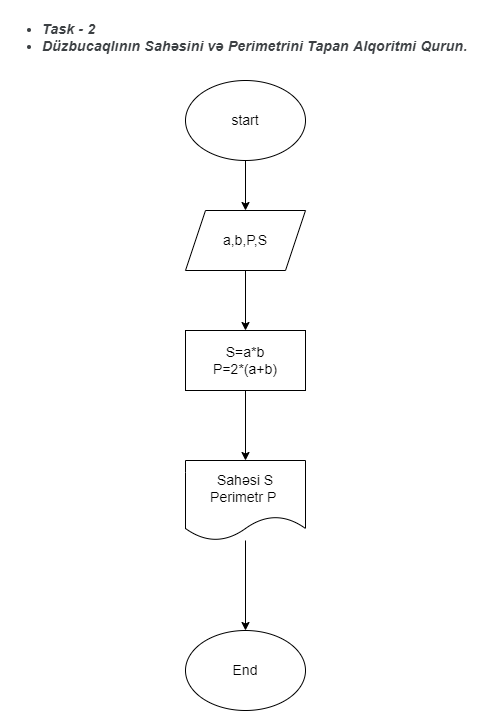 Task - 2
Düzbucaqlının Sahəsini və Perimetrini Tapan Alqoritmi Qurun.
start
a,b,P,S
S=a*b
P=2*(a+b)
Sahəsi S
Perimetr P
End